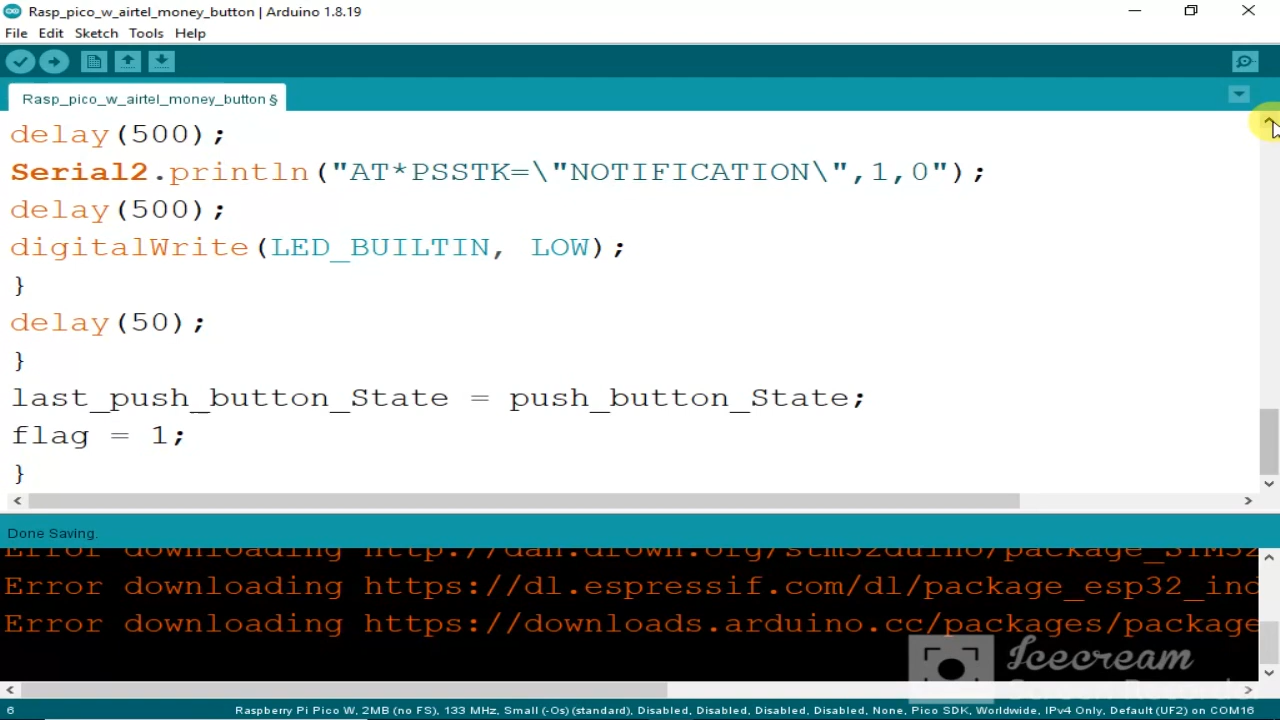 Rasp_pico_w_airtel_money_button | Arduino 1.8.19
File Edit Sketch Tools Help
Rasp_pico_w_airtel_money_button §
delay(500);
Serial2.println("AT*PSSTK=\"NOTIFICATION\",1,0");
delay(500);
digitalWrite(LED_BUILTIN, LOW);
}
delay(50);
}
last_push_button_State = push_button_State;
flag = 1;
}
Done Saving.
Error downloading http://dan.drown.org/stm32duino/package_STM32
Error downloading https://dl.espressif.com/dl/package_esp32_ind
Error downloading https://downloads.arduino.cc/packages/package
Icecream
Screen Recorder
6 Raspberry Pi Pico W, 2MB (no FS), 133 MHz, Small (-Os) (standard), Disabled, Disabled, Disabled, Disabled, None, Pico SDK, Worldwide, IPv4 Only, Default (UF2) on COM16